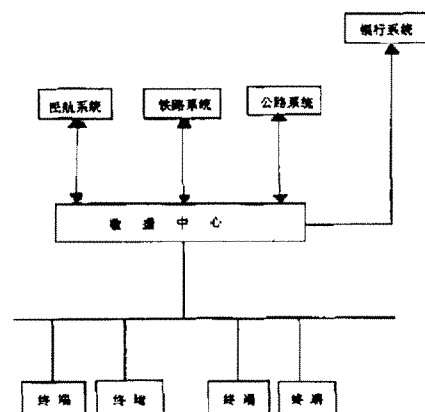 银行系统
民航系统
铁路系统
公路系统
数据中心
终端
终端
终端
终端